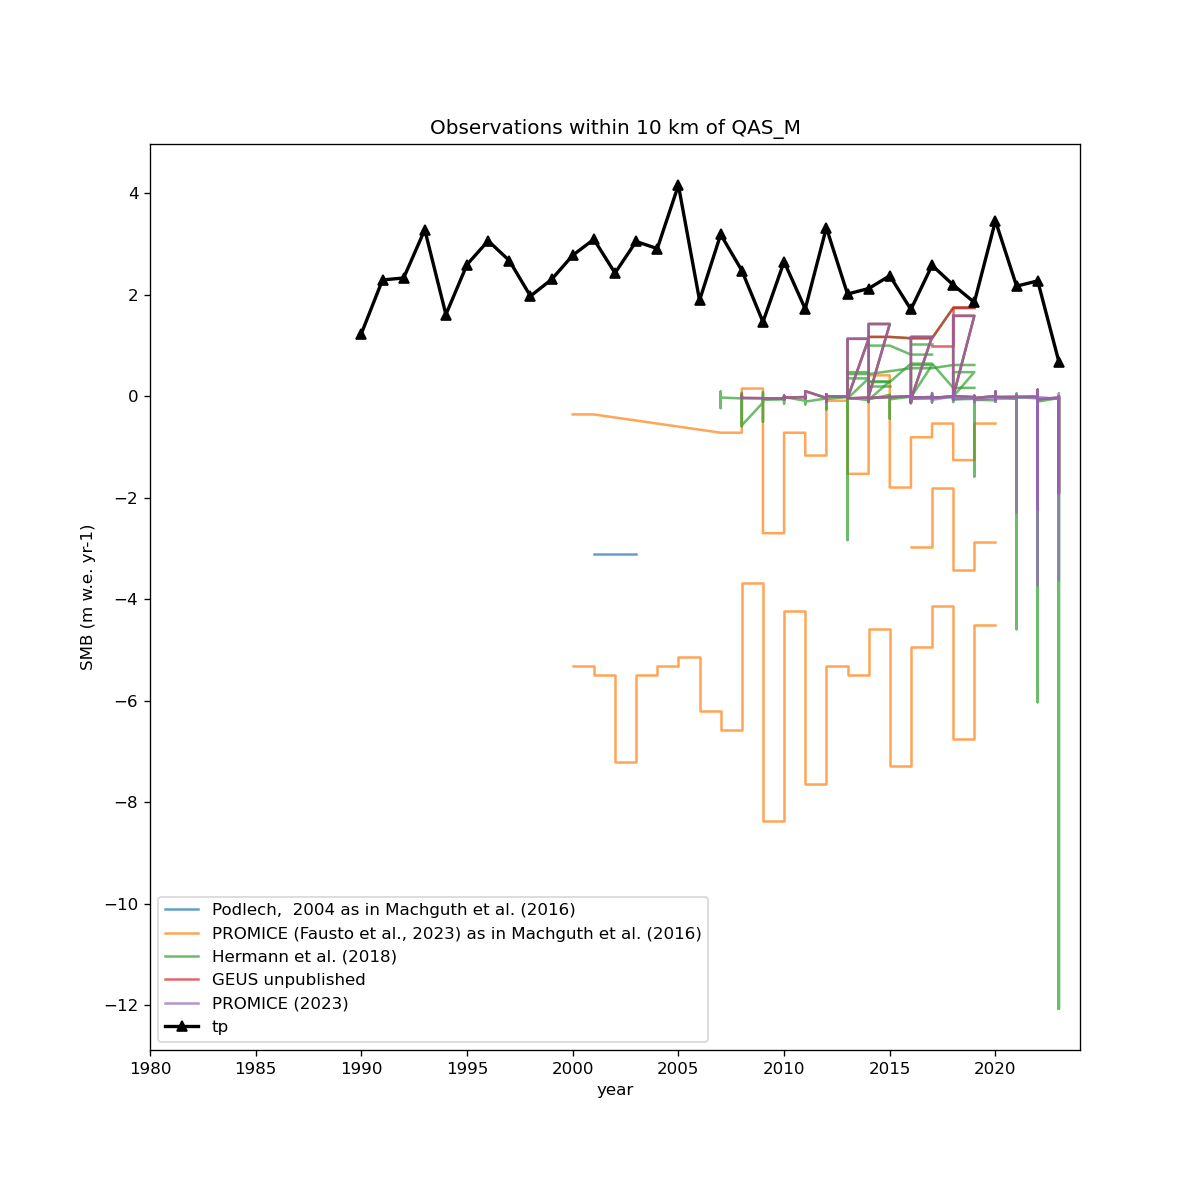 Observations within 10 km of QAS_M
SMB (m w.e. yr-1)
4
2
0
−2
−4
−6
−8
−10
−12
Podlech,  2004 as in Machguth et al. (2016)
PROMICE (Fausto et al., 2023) as in Machguth et al. (2016)
Hermann et al. (2018)
GEUS unpublished
PROMICE (2023)
tp
1980 1985 1990 1995 2000 2005 2010 2015 2020
year